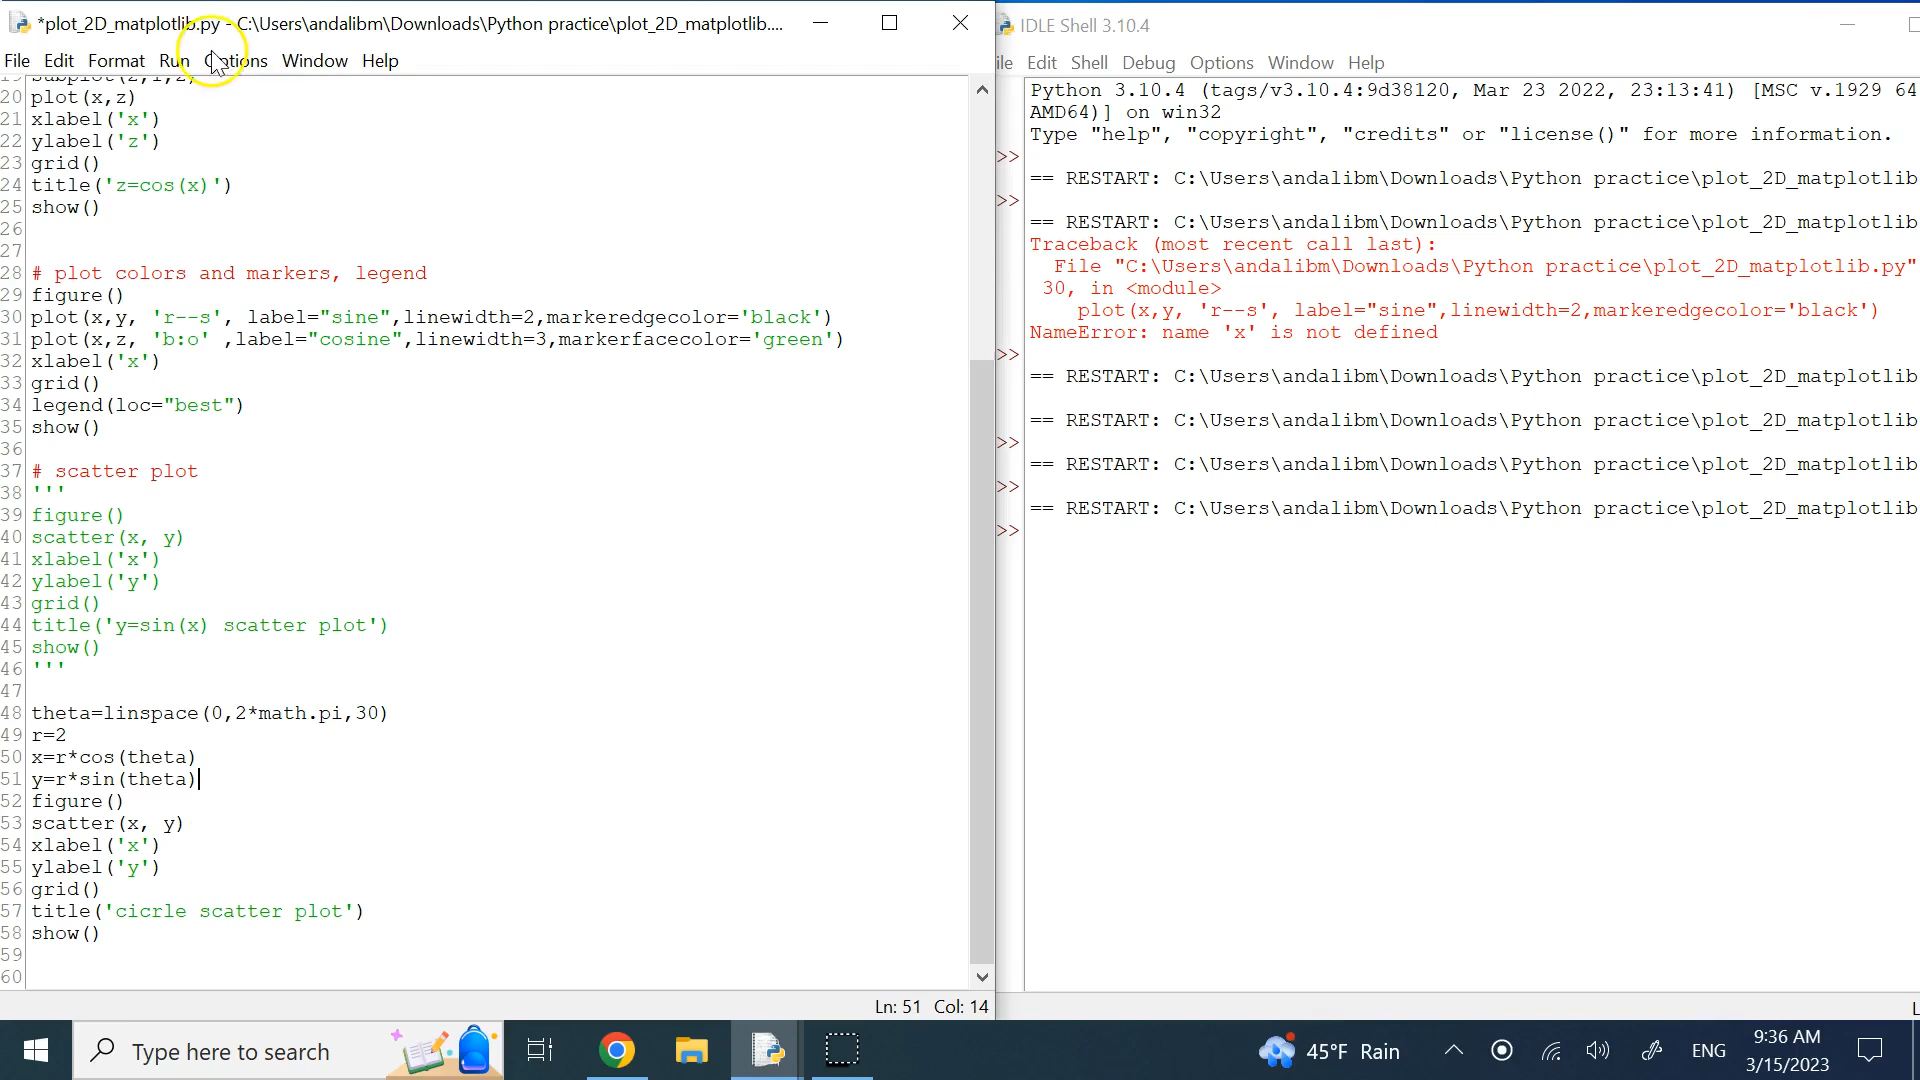 *plot_2D_matplotlib.py - C:\Users\andalibm\Downloads\Python practice\plot_2D_matplotlib....
File Edit Format Run Options Window Help
20 plot(x,z)
21 xlabel('x')
22 ylabel('z')
23 grid()
24 title('z=cos(x)')
25 show()
26
27
28 # plot colors and markers, legend
29 figure()
30 plot(x,y, 'r--s', label="sine",linewidth=2,markeredgecolor='black')
31 plot(x,z, 'b:o' ,label="cosine",linewidth=3,markerfacecolor='green')
32 xlabel('x')
33 grid()
34 legend(loc="best")
35 show()
36
37 # scatter plot
38 '''
39 figure()
40 scatter(x, y)
41 xlabel('x')
42 ylabel('y')
43 grid()
44 title('y=sin(x) scatter plot')
45 show()
46 '''
47
48 theta=linspace(0,2*math.pi,30)
49 r=2
50 x=r*cos(theta)
51 y=r*sin(theta)
52 figure()
53 scatter(x, y)
54 xlabel('x')
55 ylabel('y')
56 grid()
57 title('cicrle scatter plot')
58 show()
59
60
Ln: 51 Col: 14
IDLE Shell 3.10.4
ile Edit Shell Debug Options Window Help
Python 3.10.4 (tags/v3.10.4:9d38120, Mar 23 2022, 23:13:41) [MSC v.1929 64
AMD64)] on win32
Type "help", "copyright", "credits" or "license()" for more information.
>>
== RESTART: C:\Users\andalibm\Downloads\Python practice\plot_2D_matplotlib
>>
== RESTART: C:\Users\andalibm\Downloads\Python practice\plot_2D_matplotlib
Traceback (most recent call last):
File "C:\Users\andalibm\Downloads\Python practice\plot_2D_matplotlib.py"
30, in <module>
plot(x,y, 'r--s', label="sine",linewidth=2,markeredgecolor='black')
NameError: name 'x' is not defined
>>
== RESTART: C:\Users\andalibm\Downloads\Python practice\plot_2D_matplotlib
== RESTART: C:\Users\andalibm\Downloads\Python practice\plot_2D_matplotlib
>>
== RESTART: C:\Users\andalibm\Downloads\Python practice\plot_2D_matplotlib
>>
== RESTART: C:\Users\andalibm\Downloads\Python practice\plot_2D_matplotlib
>>
Type here to search
45°F Rain
ENG
9:36 AM
3/15/2023